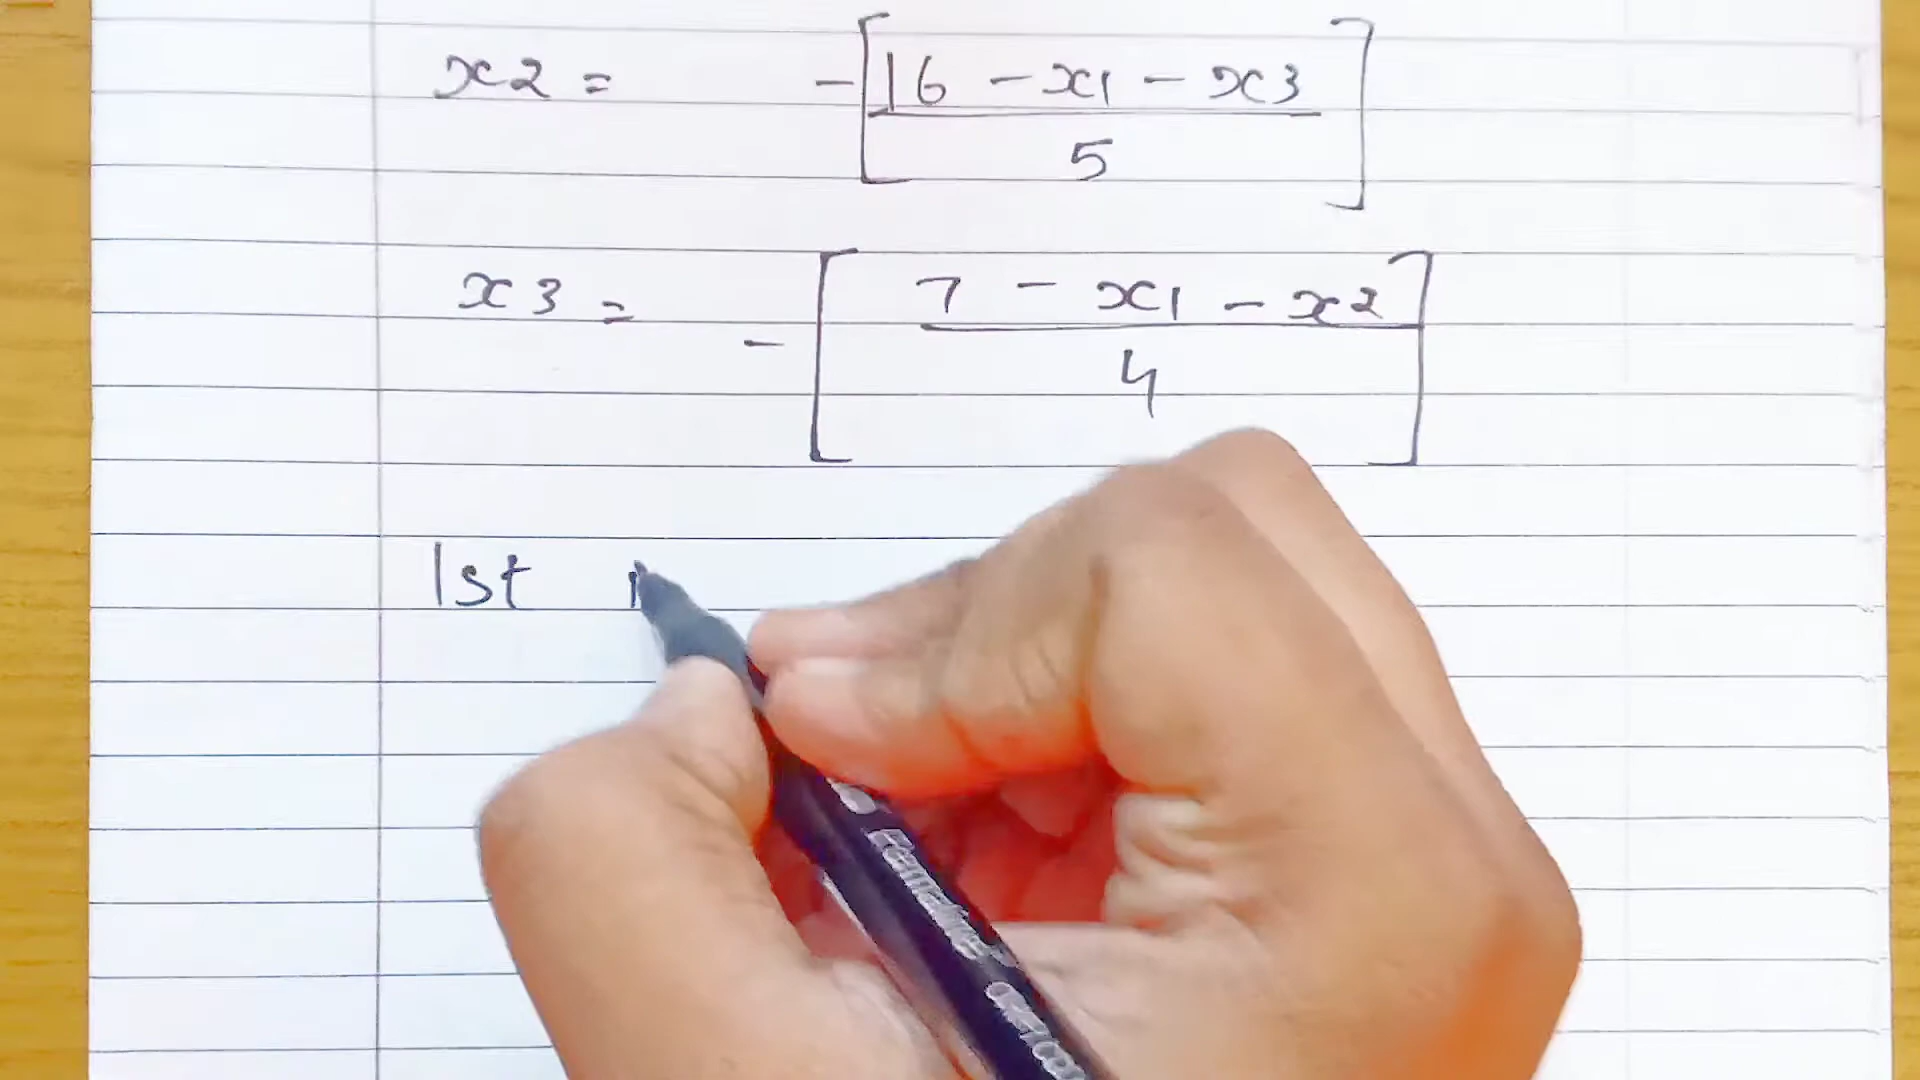 x2 = - [16 - x1 - x3
5]
x3 = - [7 - x1 - x2
4]
1st